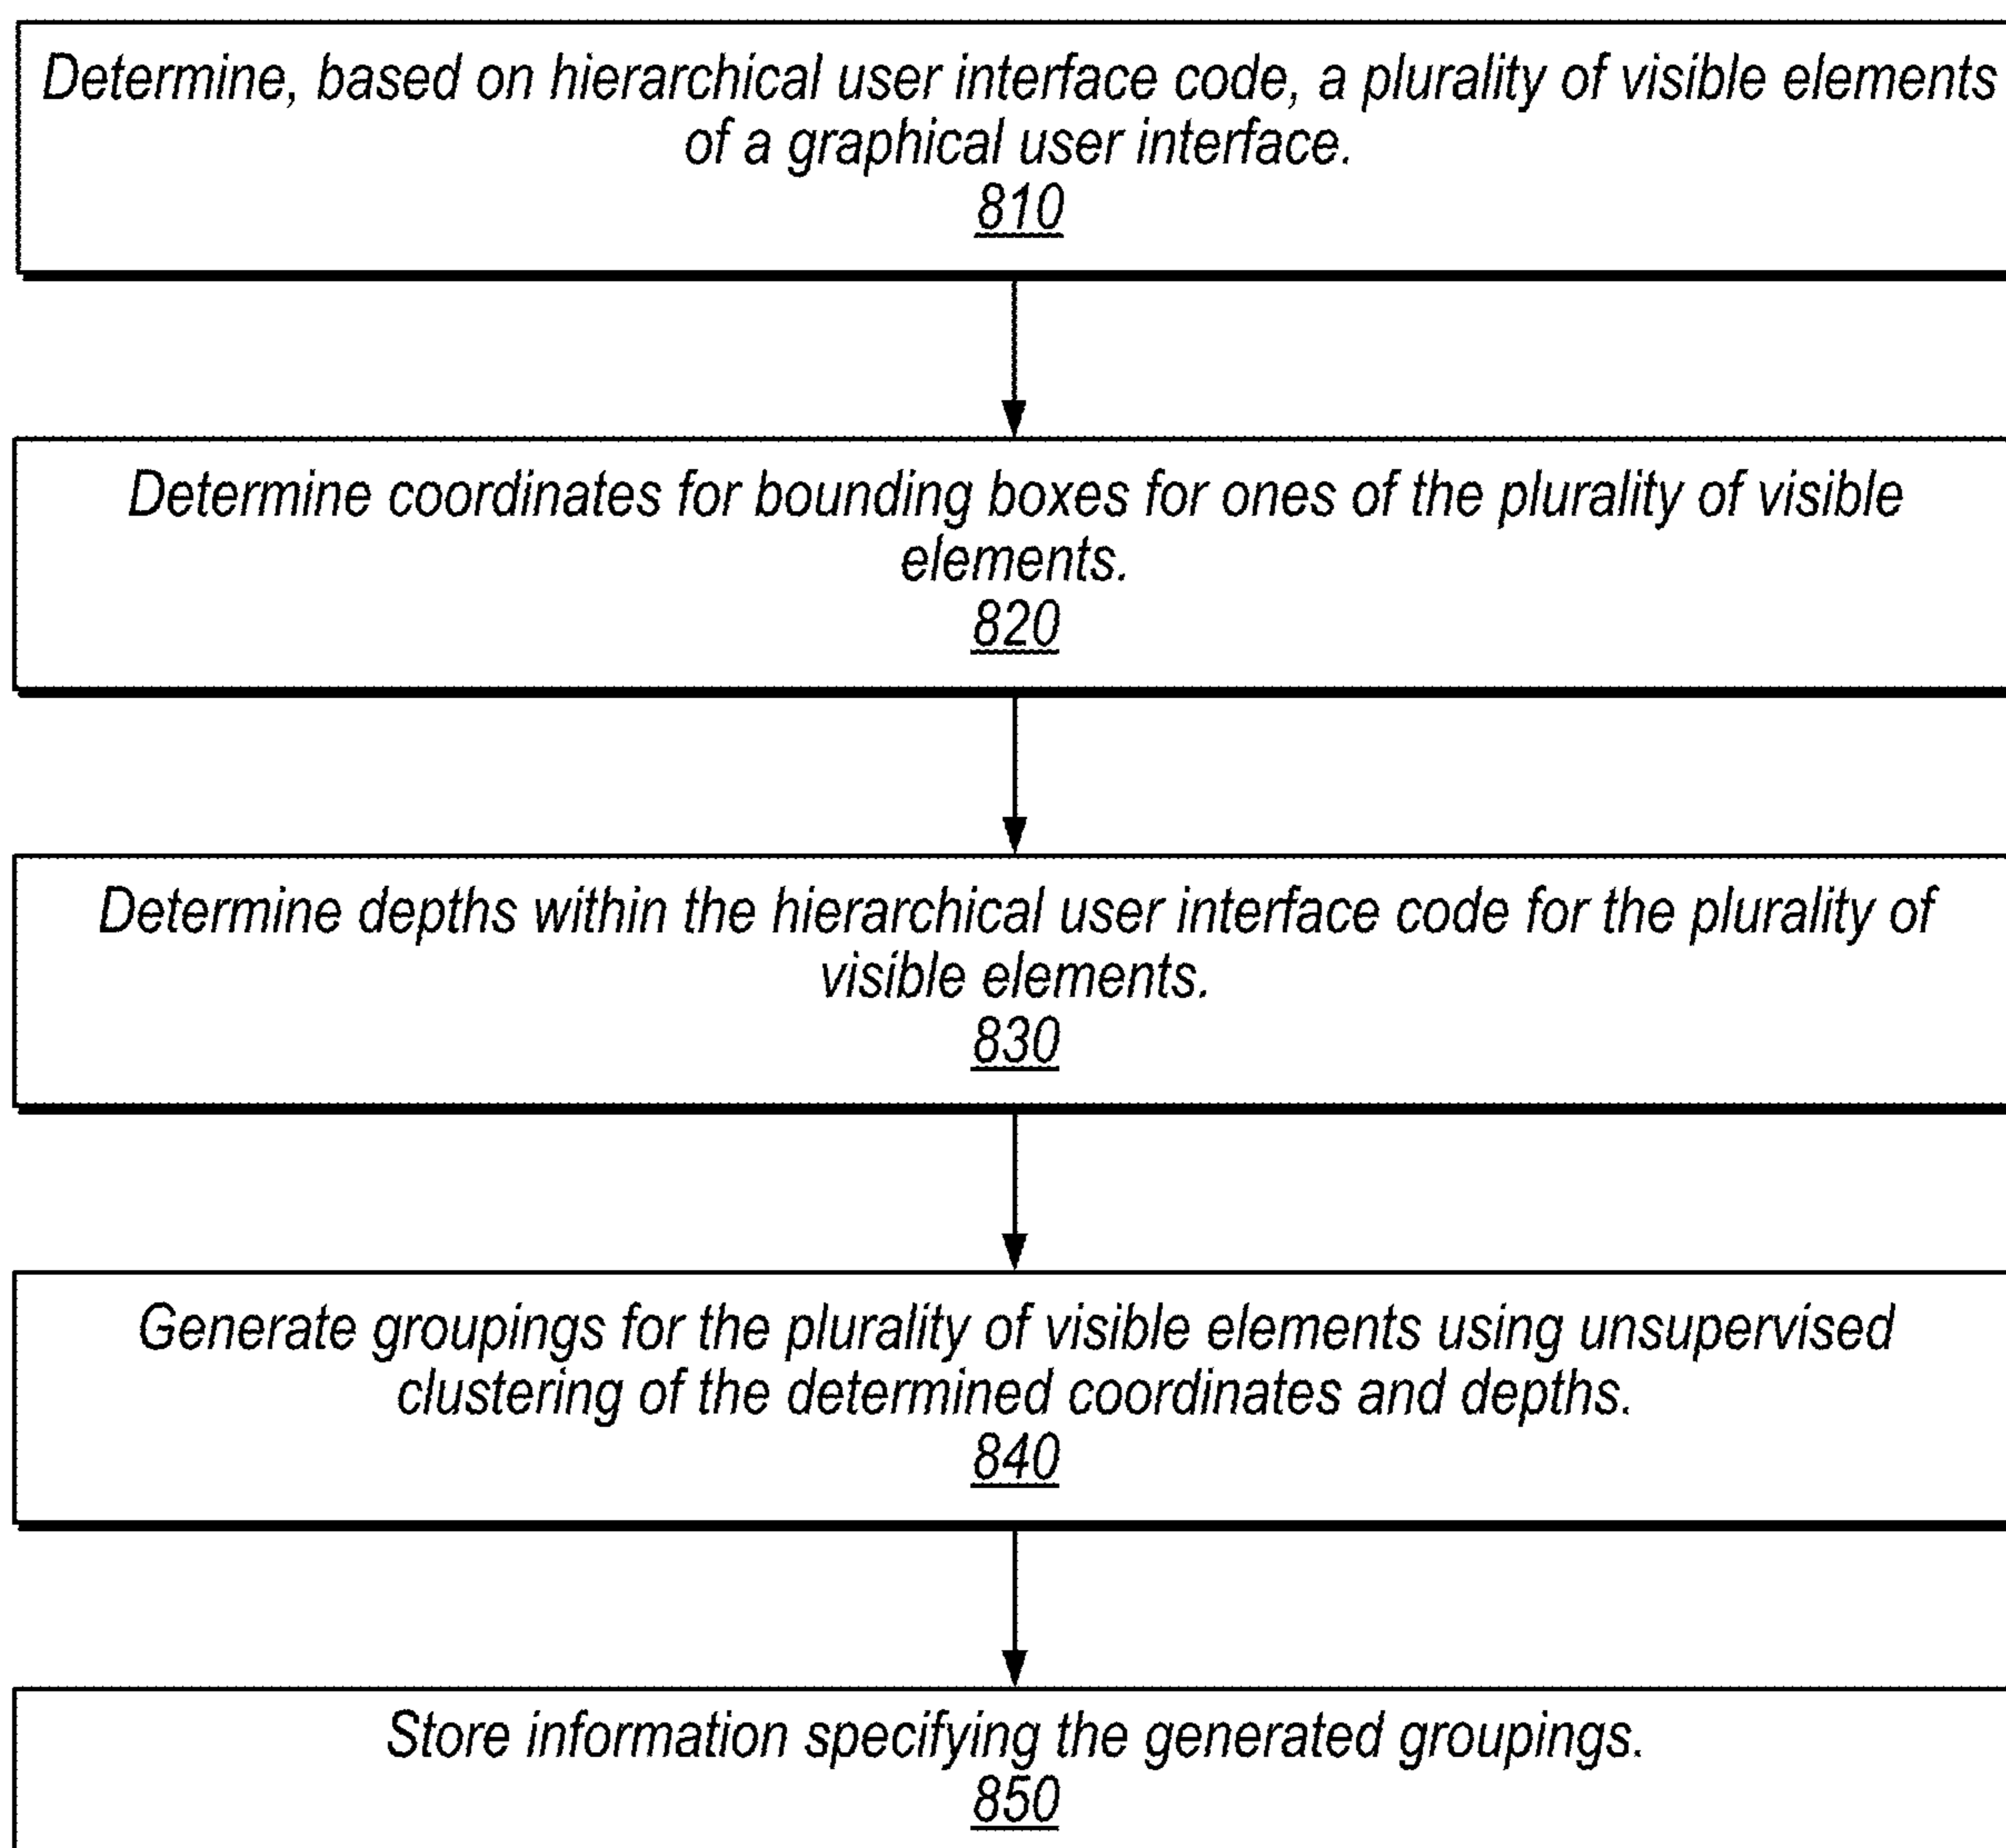 Determine, based on hierarchical user interface code, a plurality of visible elements
of a graphical user interface.
810
Determine coordinates for bounding boxes for ones of the plurality of visible
elements.
820
Determine depths within the hierarchical user interface code for the plurality of
visible elements.
830
Generate groupings for the plurality of visible elements using unsupervised
clustering of the determined coordinates and depths.
840
Store information specifying the generated groupings.
850